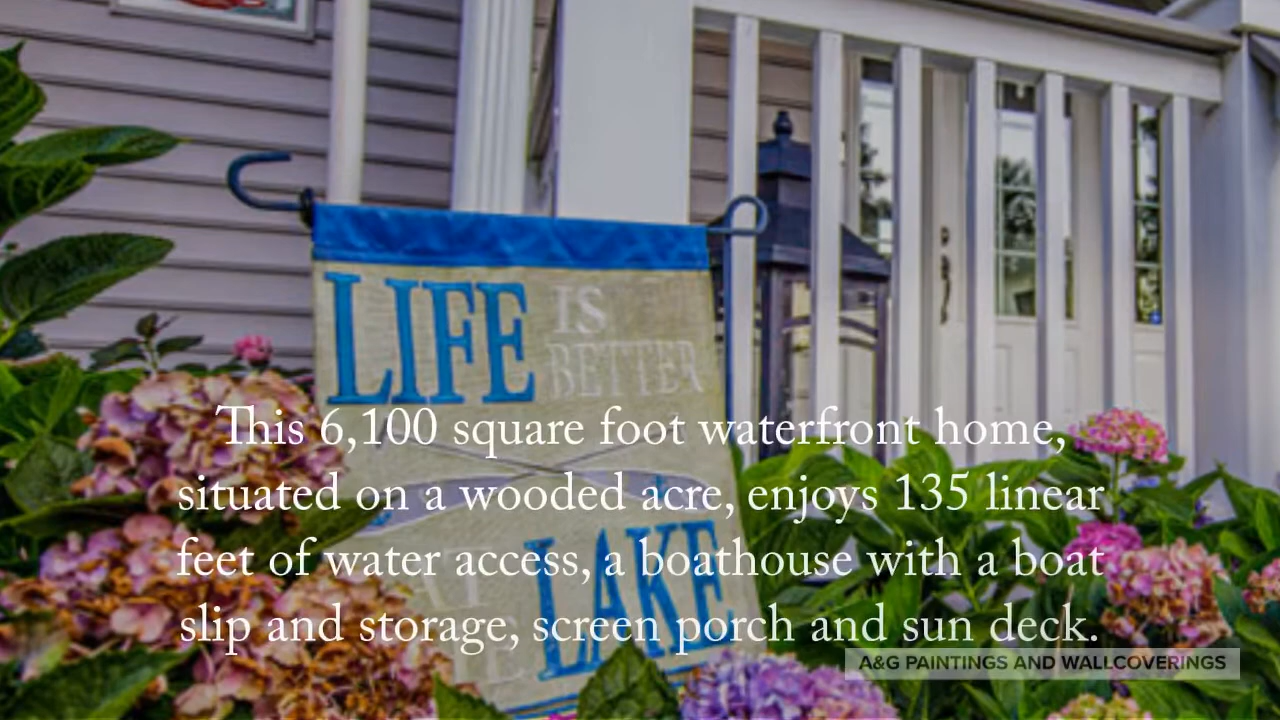 LIFE IS
BETTER
AT
LAKE
This 6,100 square foot waterfront home,
situated on a wooded acre, enjoys 135 linear
feet of water access, a boathouse with a boat
slip and storage, screen porch and sun deck.
A&G PAINTINGS AND WALLCOVERINGS